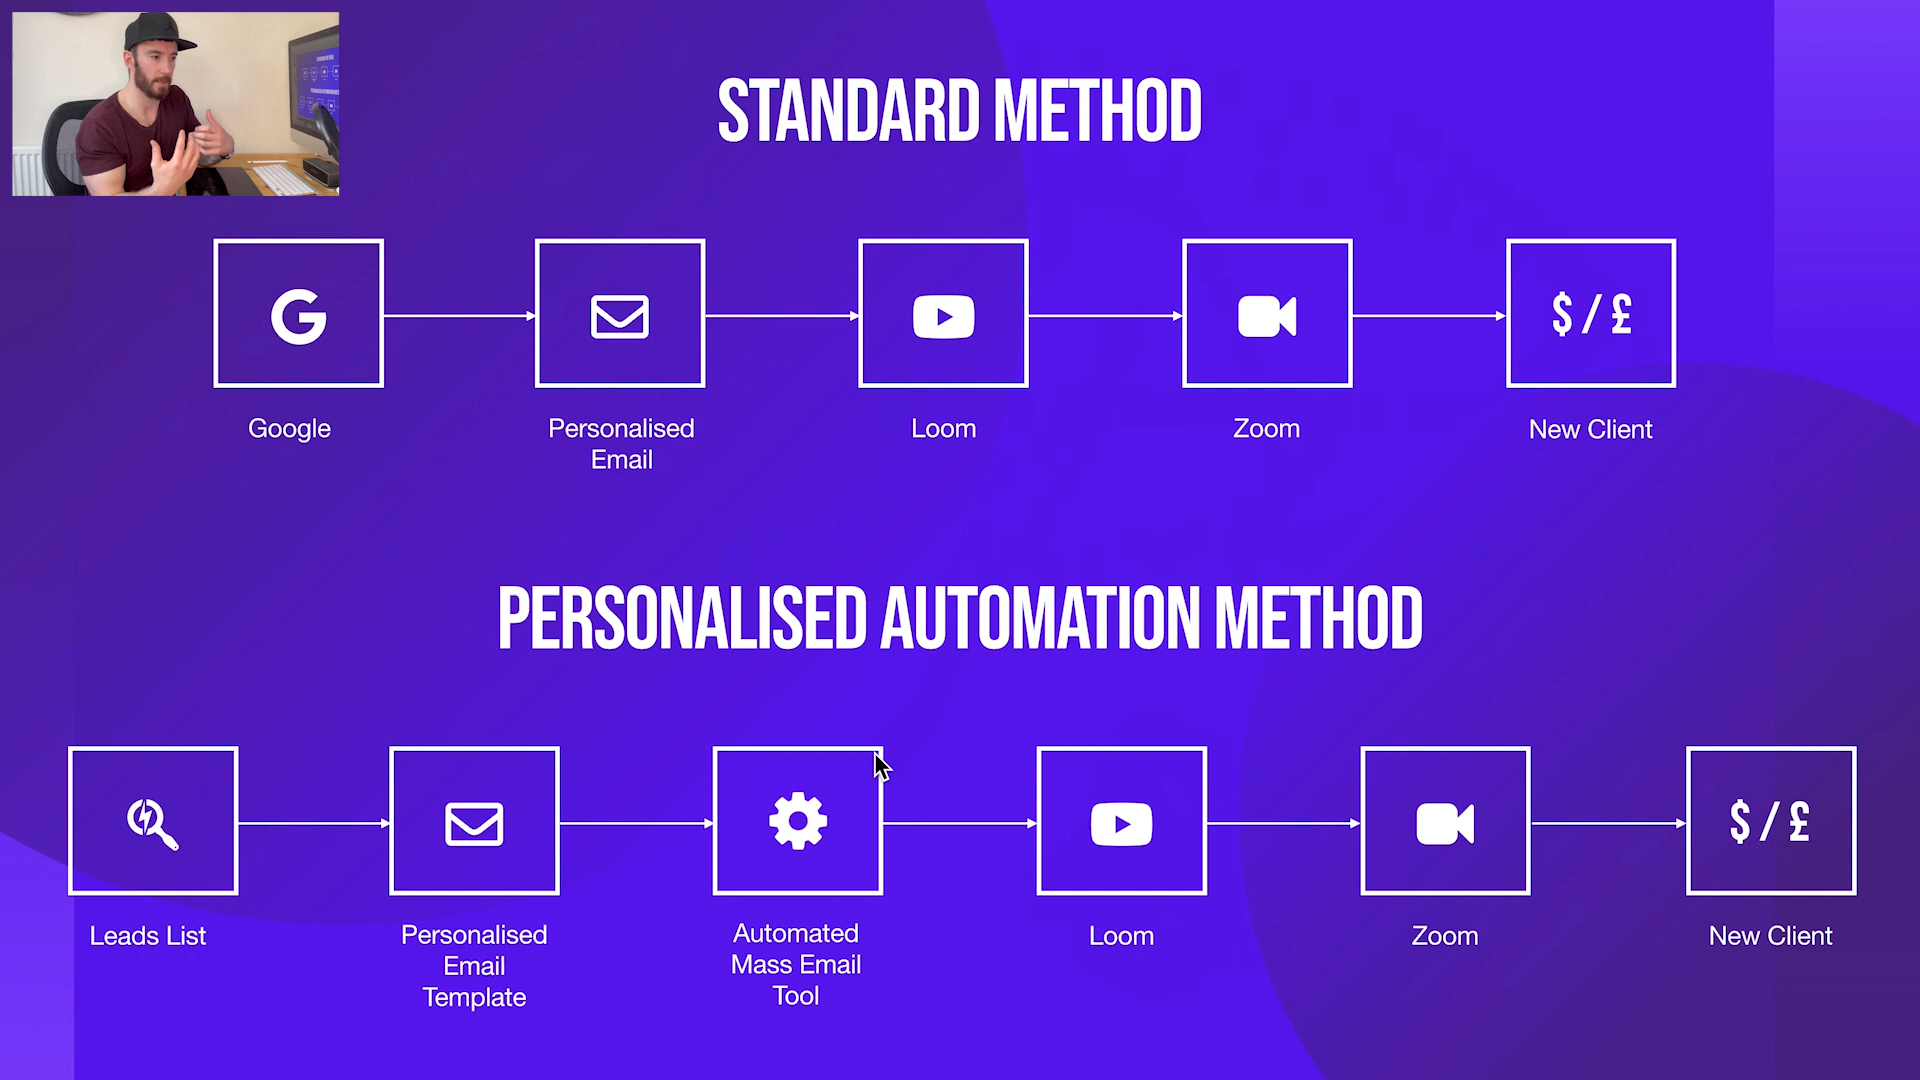 STANDARD METHOD
G
$ / £
Google
Personalised
Email
Loom
Zoom
New Client
PERSONALISED AUTOMATION METHOD
$ / £
Leads List
Personalised
Email
Template
Automated
Mass Email
Tool
Loom
Zoom
New Client